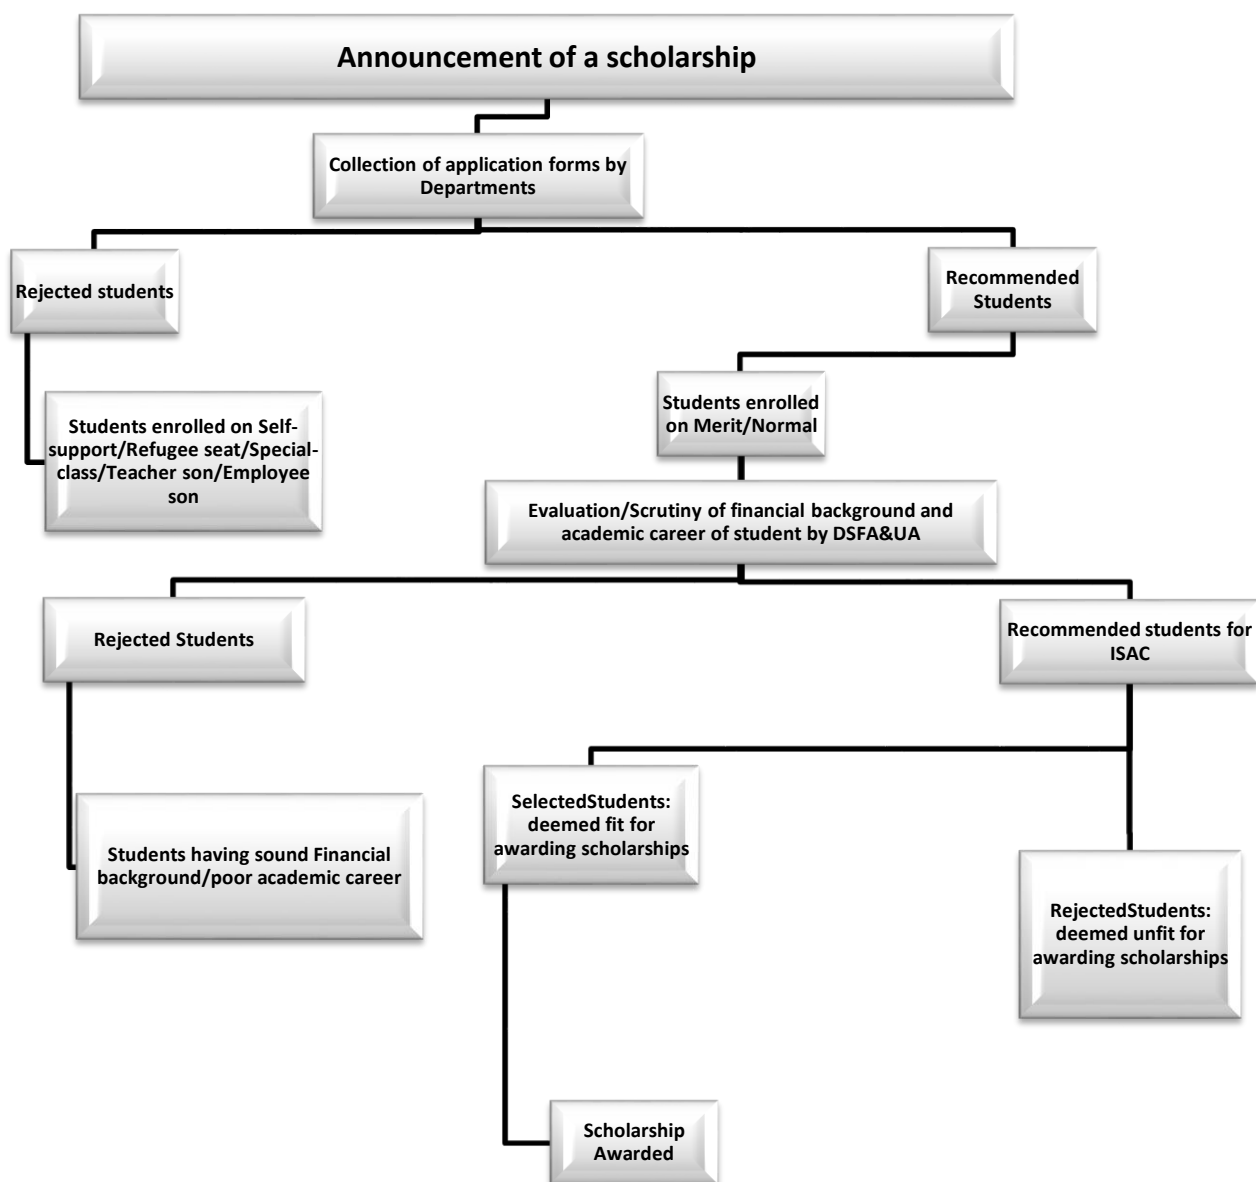 Announcement of a scholarship
Collection of application forms by
Departments
Rejected students
Recommended
Students
Students enrolled on Self-
support/Refugee seat/Special-
class/Teacher son/Employee
son
Students enrolled
on Merit/Normal
Evaluation/Scrutiny of financial background and
academic career of student by DSFA&UA
Rejected Students
Recommended students for
ISAC
Students having sound Financial
background/poor academic career
SelectedStudents:
deemed fit for
awarding scholarships
RejectedStudents:
deemed unfit for
awarding scholarships
Scholarship
Awarded